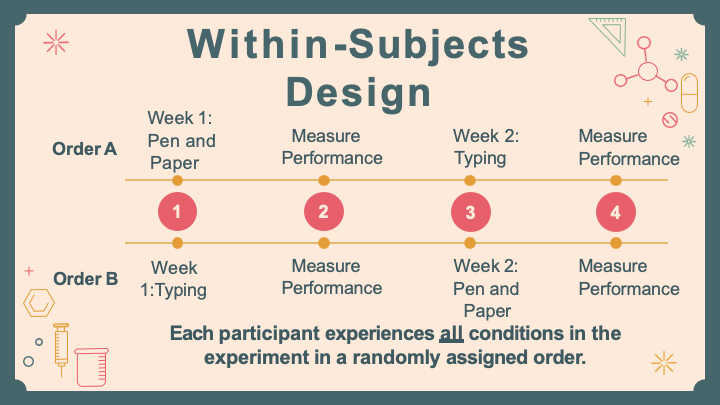 Within-Subjects
Design
Order A
Week 1:
Pen and
Paper
Measure
Performance
Week 2:
Typing
Measure
Performance
1
2
3
4
Order B
Week
1:Typing
Measure
Performance
Week 2:
Pen and
Paper
Measure
Performance
Each participant experiences all conditions in the
experiment in a randomly assigned order.